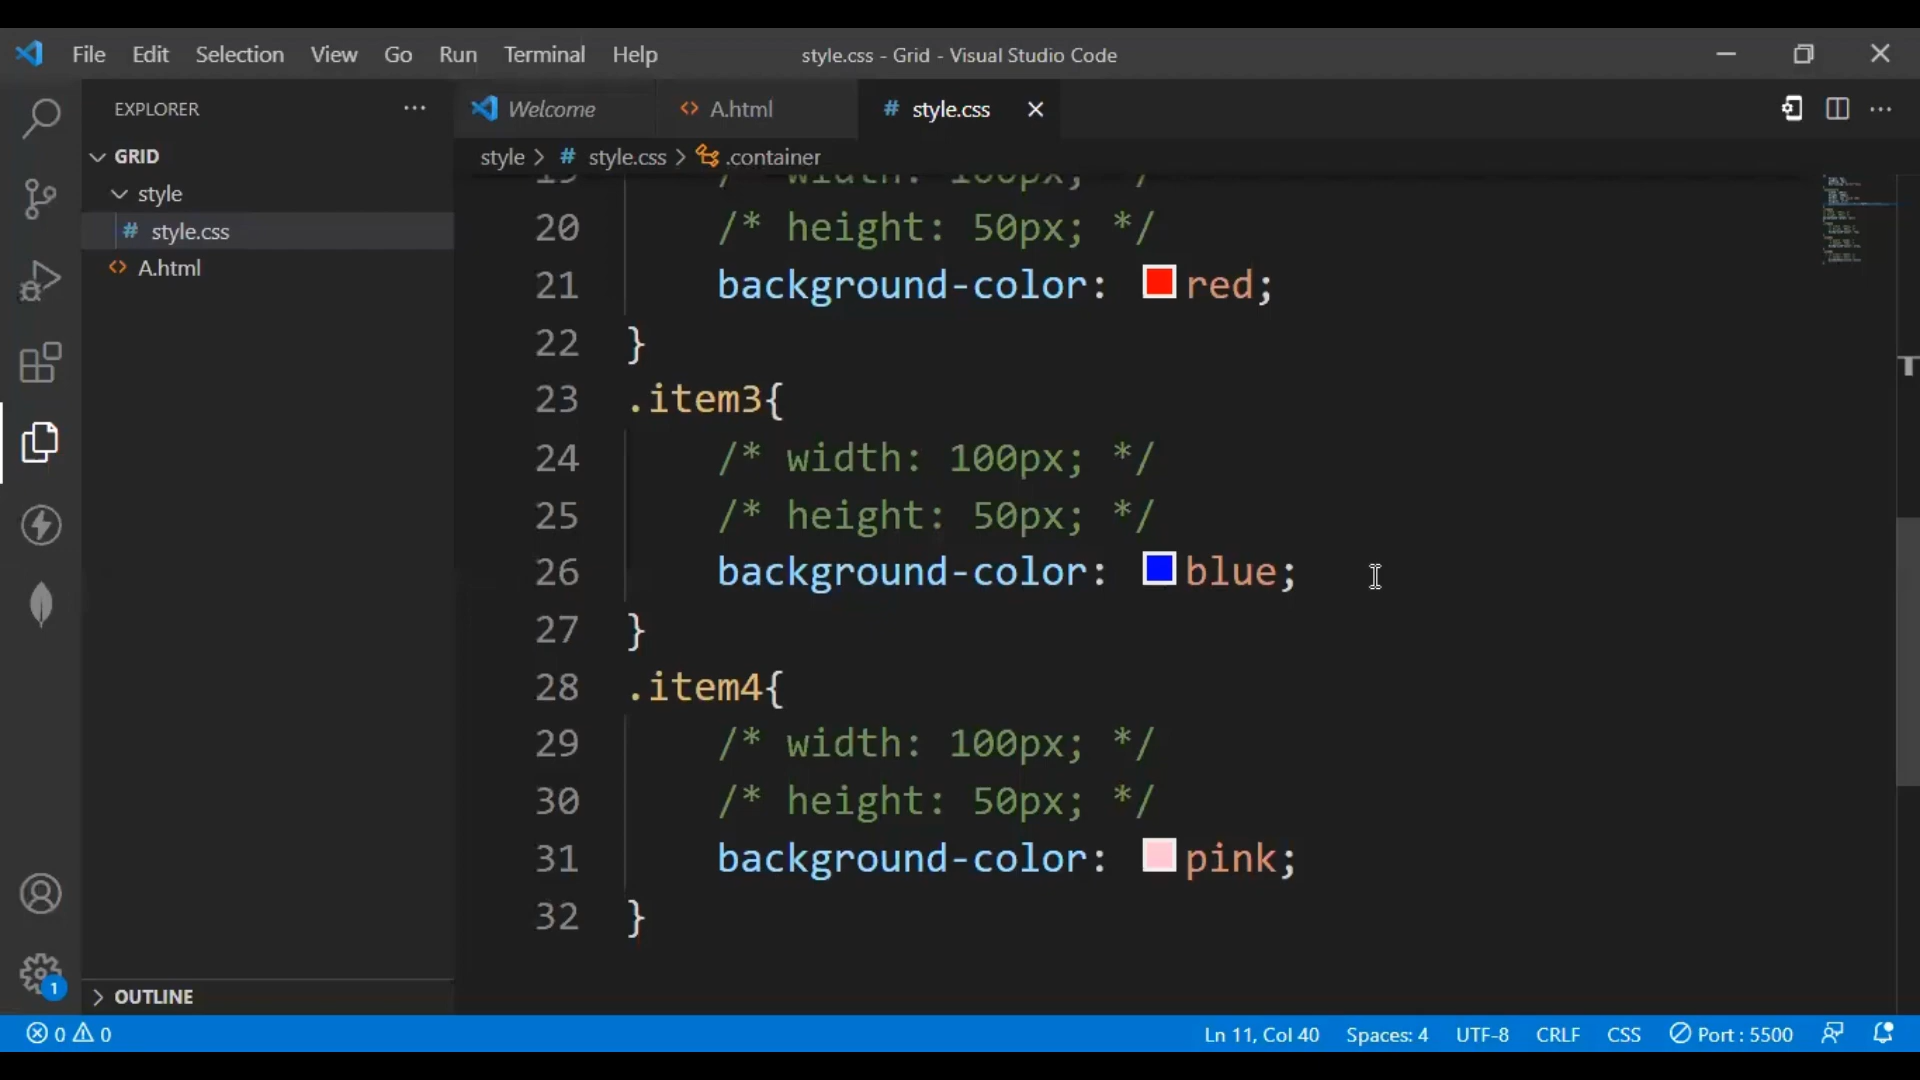 File Edit Selection View Go Run Terminal Help style.css - Grid - Visual Studio Code
EXPLORER ··· Welcome <> A.html # style.css ×
GRID style > # style.css > .container
style
# style.css
<> A.html
19 /* width: 100px; */
20 /* height: 50px; */
21 background-color: red;
22 }
23 .item3{
24 /* width: 100px; */
25 /* height: 50px; */
26 background-color: blue;
27 }
28 .item4{
29 /* width: 100px; */
30 /* height: 50px; */
31 background-color: pink;
32 }
1
OUTLINE
0 0 Ln 11, Col 40 Spaces: 4 UTF-8 CRLF CSS Port : 5500